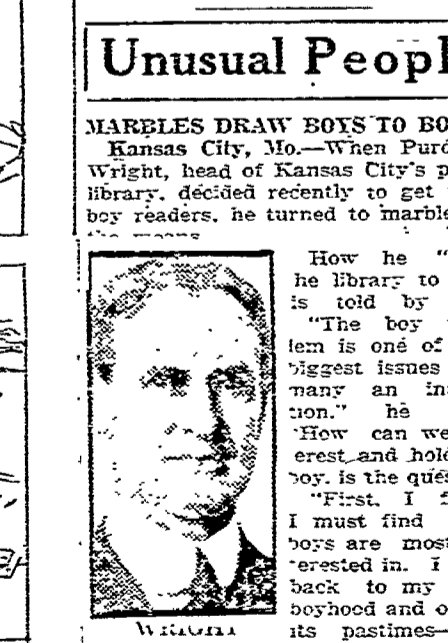 Unusual Peopl
MARBLES DRAW BOYS TO BO
Kansas City, Mo.—When Purd
Wright, head of Kansas City's p
library, decided recently to get
boy readers, he turned to marble
the means.
How he "
he library to
is told by
"The boy
lem is one of
biggest issues
many an in
tion." he
"How can we
erest and hold
boy. is the ques
"First, I f
I must find
boys are most
terested in. I
back to my
boyhood and o
its pastimes—
WRIGHT